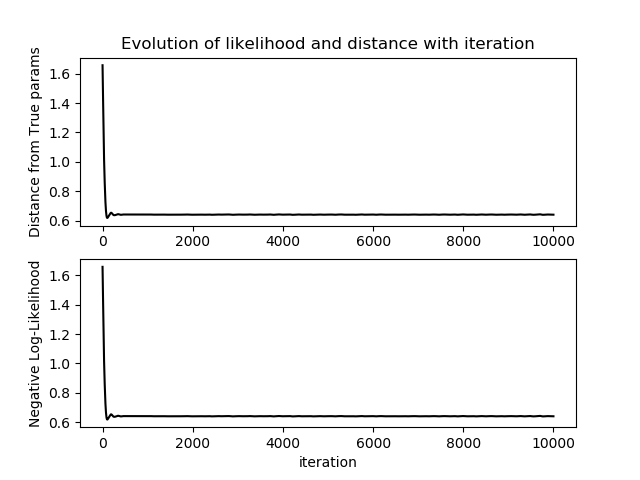 Evolution of likelihood and distance with iteration
Distance from True params
1.6
1.4
1.2
1.0
0.8
0.6
0 2000 4000 6000 8000 10000
Negative Log-Likelihood
1.6
1.4
1.2
1.0
0.8
0.6
0 2000 4000 6000 8000 10000
iteration